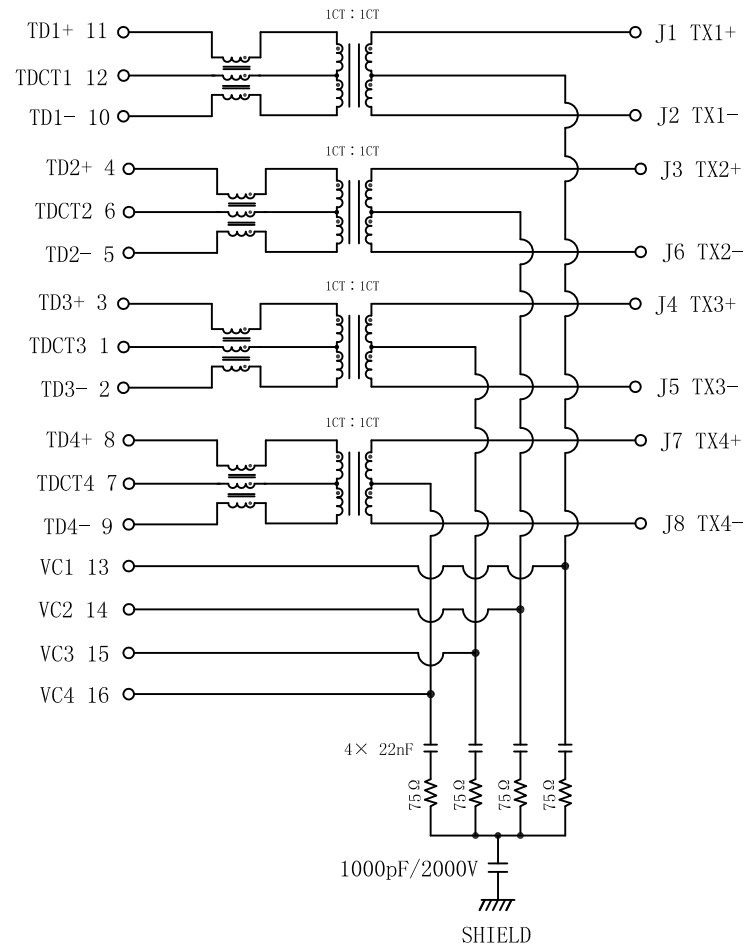 1CT : 1CT
TD1+ 11
J1 TX1+
TDCT1 12
TD1- 10
J2 TX1-
1CT : 1CT
TD2+ 4
J3 TX2+
TDCT2 6
TD2- 5
J6 TX2-
1CT : 1CT
TD3+ 3
J4 TX3+
TDCT3 1
TD3- 2
J5 TX3-
1CT : 1CT
TD4+ 8
J7 TX4+
TDCT4 7
TD4- 9
J8 TX4-
VC1 13
VC2 14
VC3 15
VC4 16
4× 22nF
75Ω
75Ω
75Ω
75Ω
1000pF/2000V
SHIELD